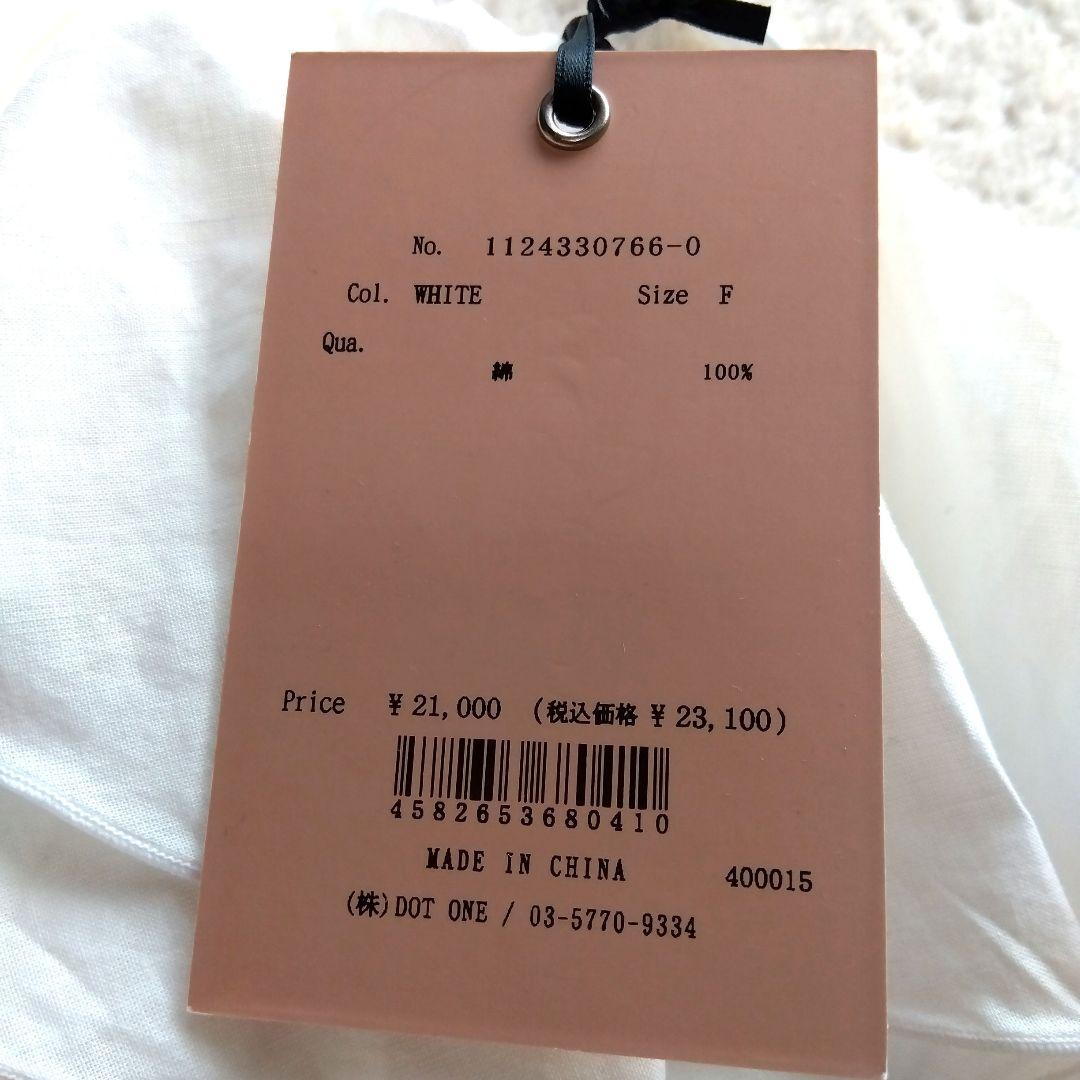 No. 1124330766-0
Col. WHITE Size F
Qua.
綿 100%
Price ¥21,000 (税込価格 ¥23,100)
4582653680410
MADE IN CHINA 400015
(株)DOT ONE / 03-5770-9334